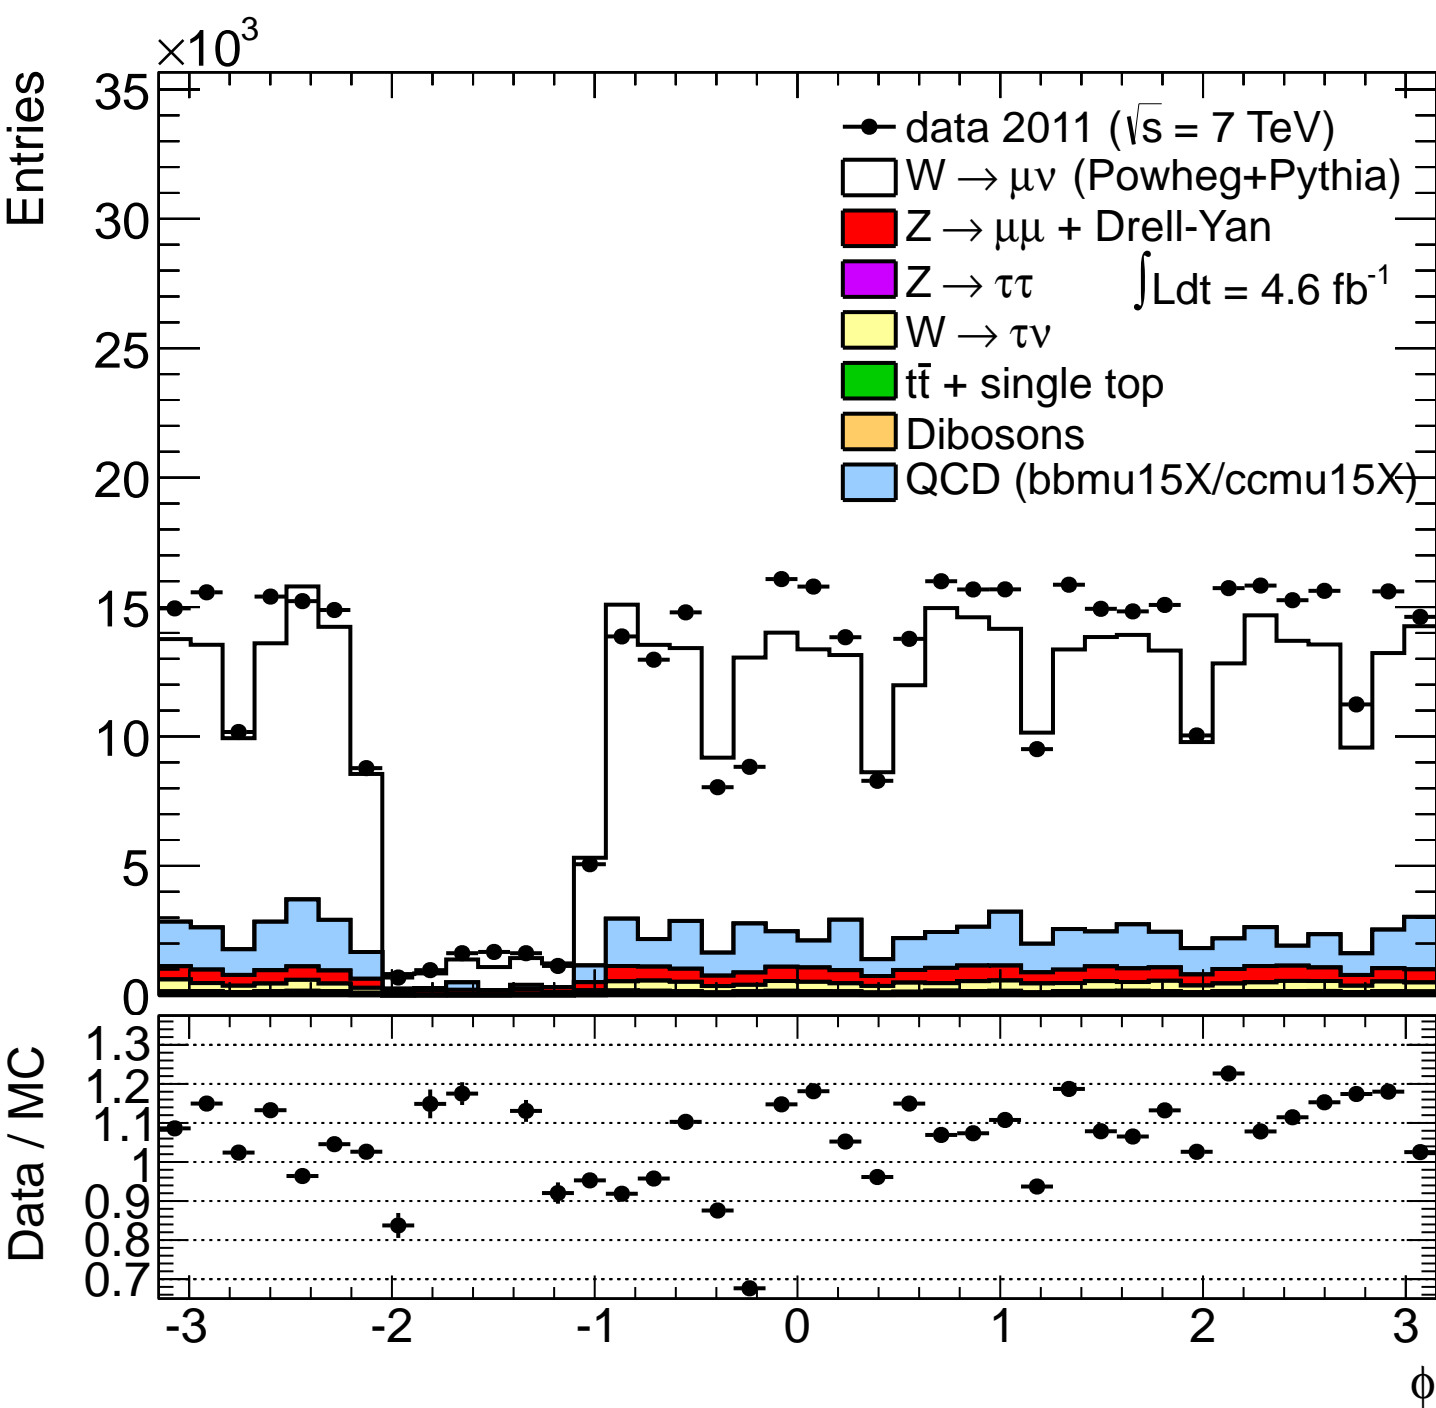 ×10³
Entries
35
30
25
20
15
10
5
0
data 2011 (√s = 7 TeV)
W → μν (Powheg+Pythia)
Z → μμ + Drell-Yan
Z → ττ
∫Ldt = 4.6 fb⁻¹
W → τν
tt̄ + single top
Dibosons
QCD (bbmu15X/ccmu15X)
Data / MC
1.3
1.2
1.1
1
0.9
0.8
0.7
-3 -2 -1 0 1 2 3
ϕ